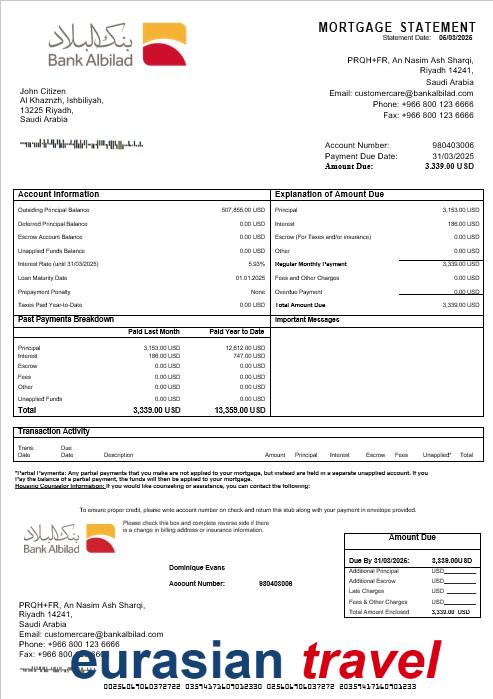 بنك البلاد
Bank Albilad
MORTGAGE STATEMENT
Statement Date: 06/03/2026
PRQH+FR, An Nasim Ash Sharqi,
Riyadh 14241,
Saudi Arabia
Email: customercare@bankalbilad.com
Phone: +966 800 123 6666
Fax: +966 800 123 6666
John Citizen
Al Khaznzh, Ishbiliyah,
13225 Riyadh,
Saudi Arabia
Account Number: 980403006
Payment Due Date: 31/03/2025
Amount Due: 3,339.00 USD
Account Information
Outsiding Principal Balance 507,855.00 USD
Deferred Principal Balance 0.00 USD
Escrow Account Balance 0.00 USD
Unapplied Funds Balance 0.00 USD
Interest Rate (until 31/03/2025) 5.93%
Loan Maturity Date 01.01.2025
Prepayment Penalty None
Taxes Paid Year-to-Date 0.00 USD
Explanation of Amount Due
Principal 3,153.00 USD
Interest 186.00 USD
Escrow (For Taxes and/or insurance) 0.00 USD
Other 0.00 USD
Regular Monthly Payment 3,339.00 USD
Fees and Other Charges 0.00 USD
Overdue Payment 0.00 USD
Total Amount Due 3,339.00 USD
Past Payments Breakdown
Paid Last Month Paid Year to Date
Principal 3,153.00 USD 12,612.00 USD
Interest 186.00 USD 747.00 USD
Escrow 0.00 USD 0.00 USD
Fees 0.00 USD 0.00 USD
Other 0.00 USD 0.00 USD
Unapplied Funds 0.00 USD 0.00 USD
Total 3,339.00 USD 13,359.00 USD
Important Messages
Transaction Activity
Trans. Date Due Date Description Amount Principal Interest Escrow Fees Unapplied* Total
*Partial Payments: Any partial payments that you make are not applied to your mortgage, but instead are held in a separate unapplied account. If you
Pay the balance of a partial payment, the funds will then be applied to your mortgage.
Housing Counselor Information: If you would like counseling or assistance, you can contact the following:
To ensure proper credit, please write account number on check and return this stub along with your payment in envelope provided.
بنك البلاد
Bank Albilad
Please check this box and complete reverse side if there
is a change in billing address or insurance information.
Dominique Evans
Account Number: 980403006
Amount Due
Due By 31/03/2026: 3,339.00USD
Additional Principal USD
Additional Escrow USD
Late Charges USD
Fees & Other Charges USD
Total Amount Enclosed 3,339.00 USD
PRQH+FR, An Nasim Ash Sharqi,
Riyadh 14241,
Saudi Arabia
Email: customercare@bankalbilad.com
Phone: +966 800 123 6666
Fax: +966 800 123 6666
eurasian travel